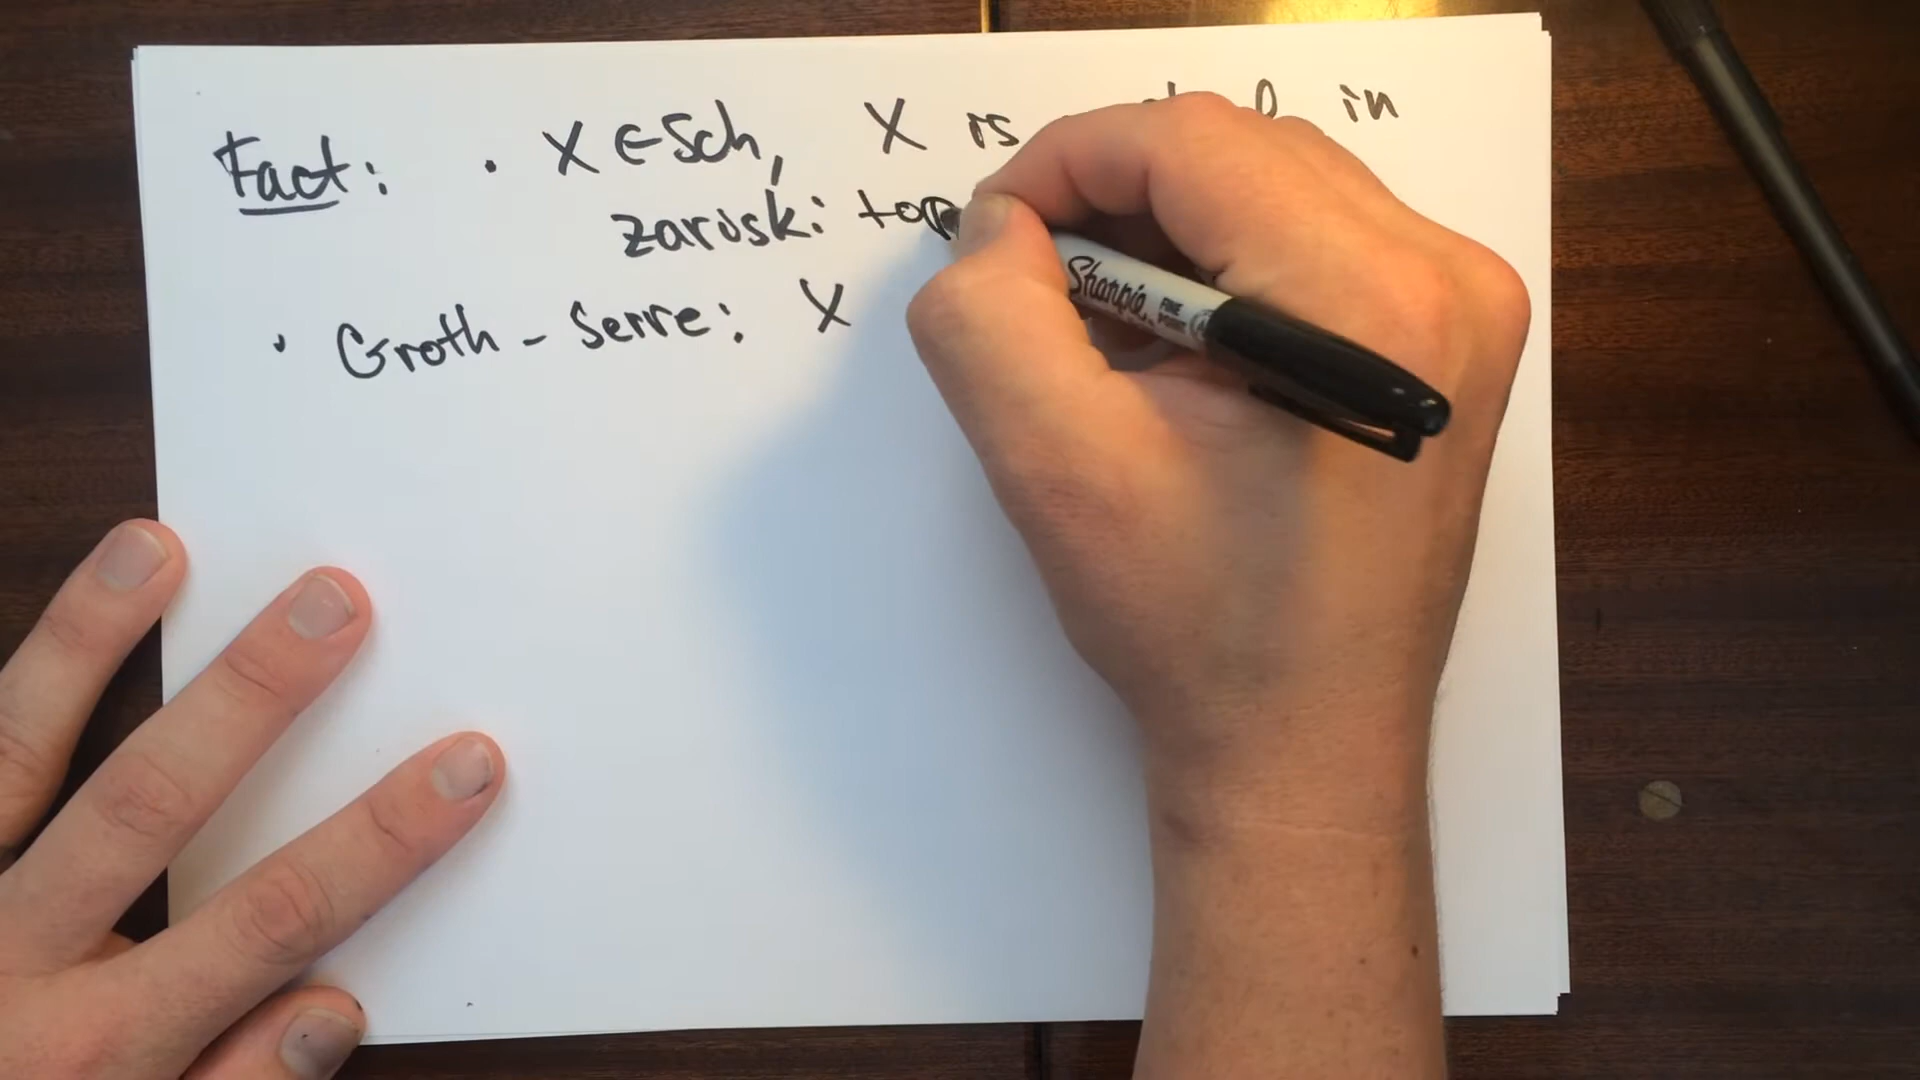 Fact: • X ∈ Sch, X is in
zariski top
• Groth - Serre: X
Sharpie
FINE POINT